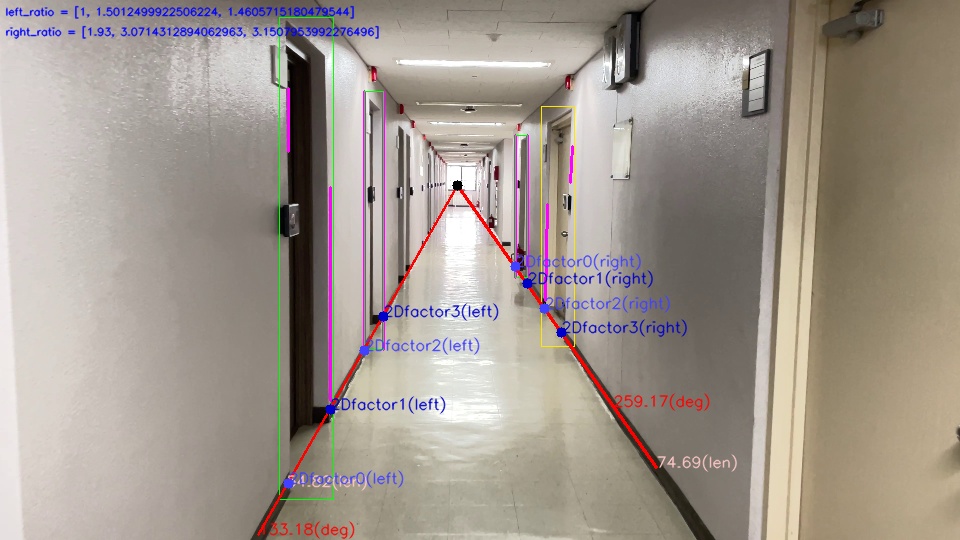 left_ratio = [1, 1.5012499922506224, 1.4605715180479544]
right_ratio = [1.93, 3.0714312894062963, 3.1507953992276496]
2Dfactor0(right)
2Dfactor1(right)
2Dfactor2(right)
2Dfactor3(left)
2Dfactor3(right)
2Dfactor2(left)
259.17(deg)
2Dfactor1(left)
74.69(len)
2Dfactor0(left)
133.18(deg)